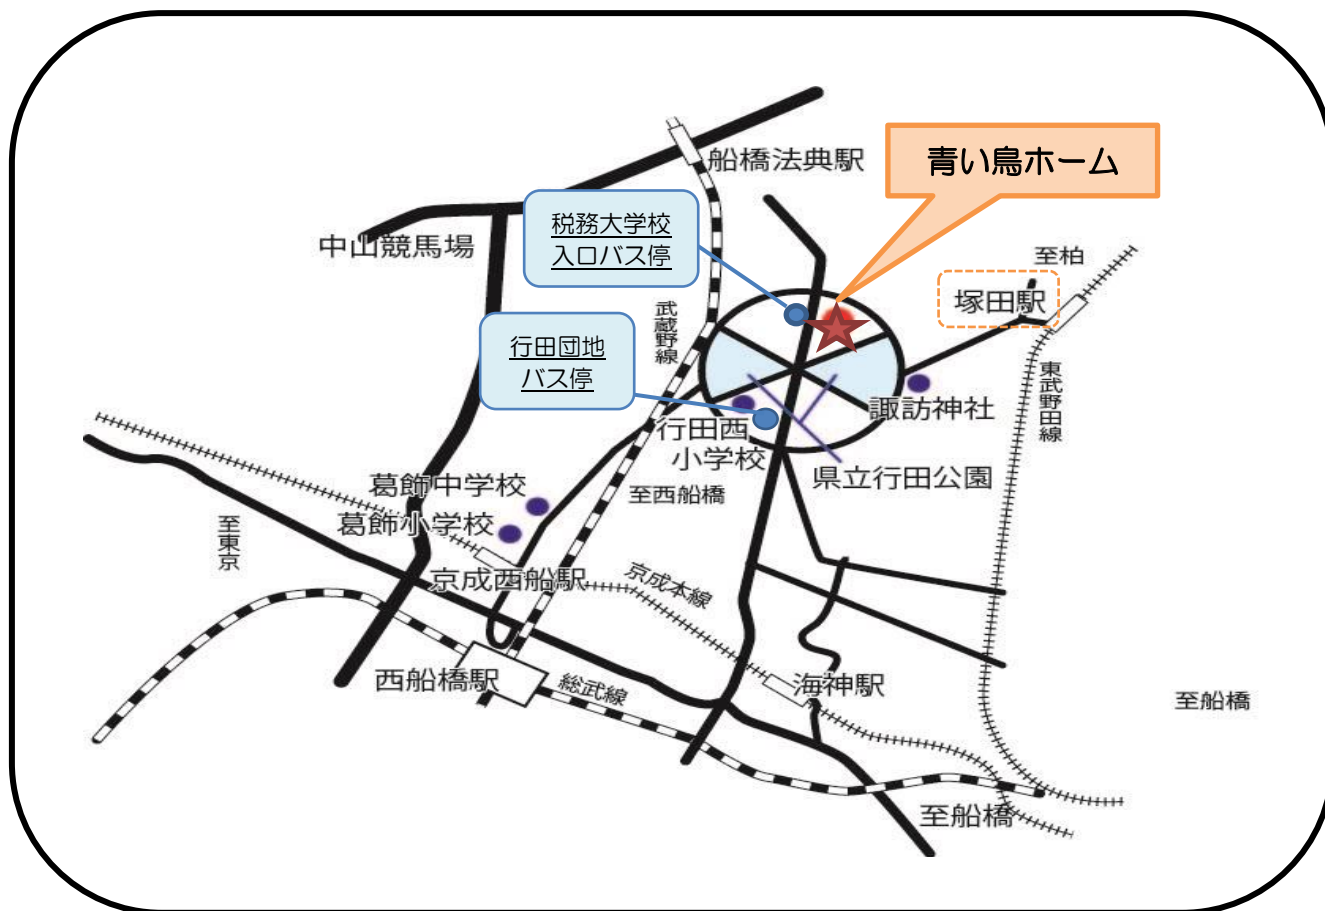 船橋法典駅
青い鳥ホーム
中山競馬場
税務大学校
入口バス停
至柏
塚田駅
武蔵野線
行田団地
バス停
東武野田線
諏訪神社
行田西
小学校
県立行田公園
至西船橋
葛飾中学校
葛飾小学校
至東京
京成西船駅
京成本線
西船橋駅
総武線
海神駅
至船橋
至船橋